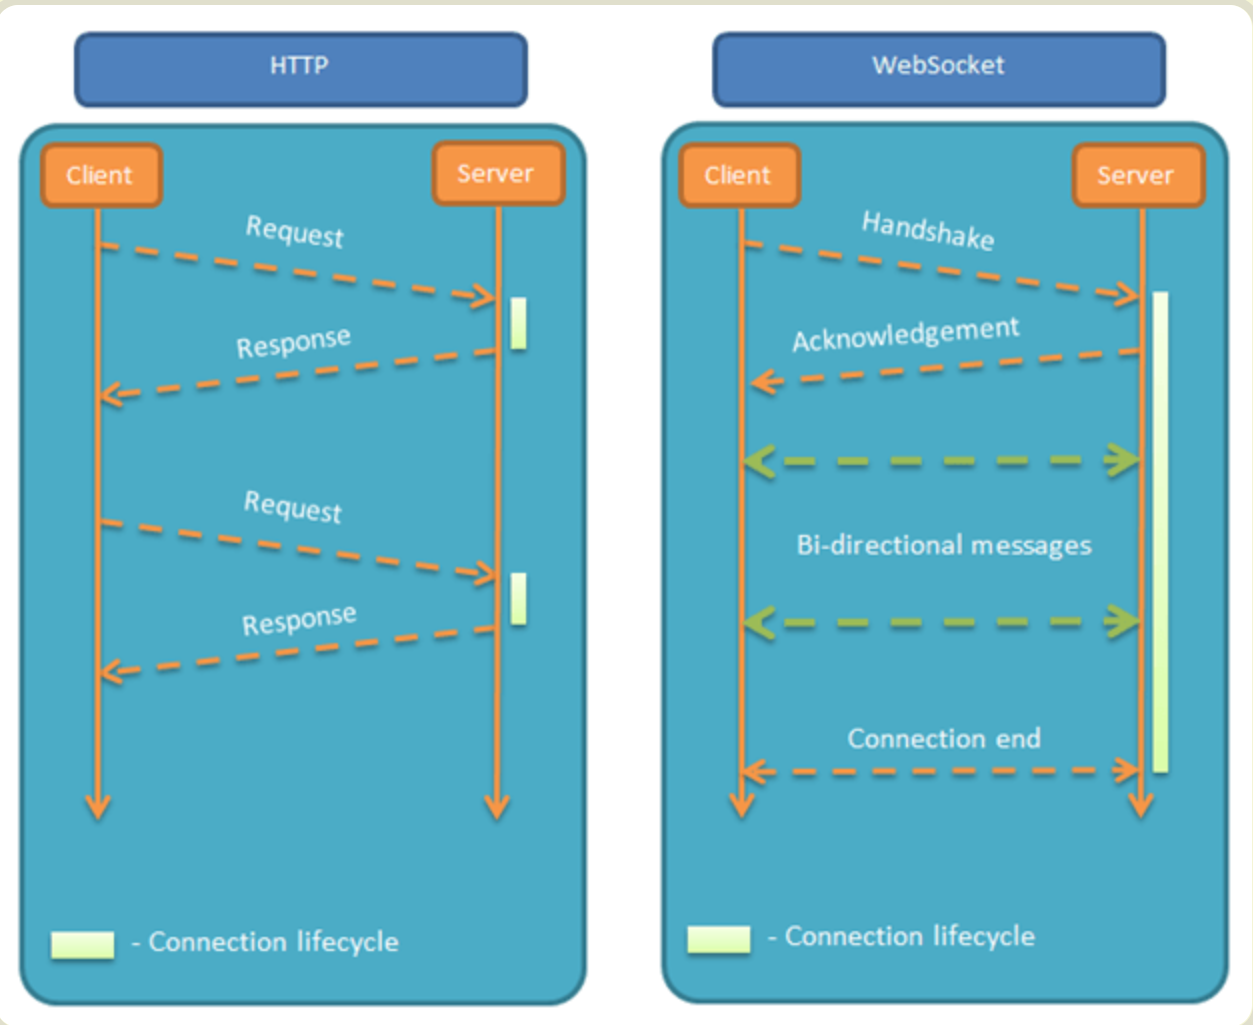 HTTP
Client
Server
Request
Response
Request
Response
- Connection lifecycle
WebSocket
Client
Server
Handshake
Acknowledgement
Bi-directional messages
Connection end
- Connection lifecycle